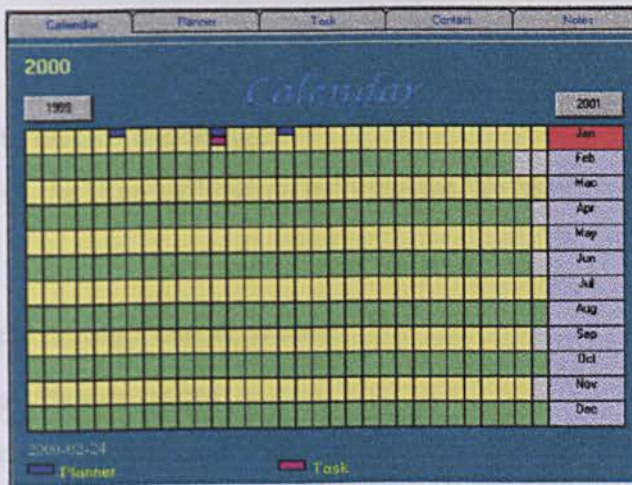 Calendar Planner Task Contact Notes
2000
Calendar
1999 2001
Jan
Feb
Mac
Apr
May
Jun
Jul
Aug
Sep
Oct
Nov
Dec
2000-02-24
Planner Task